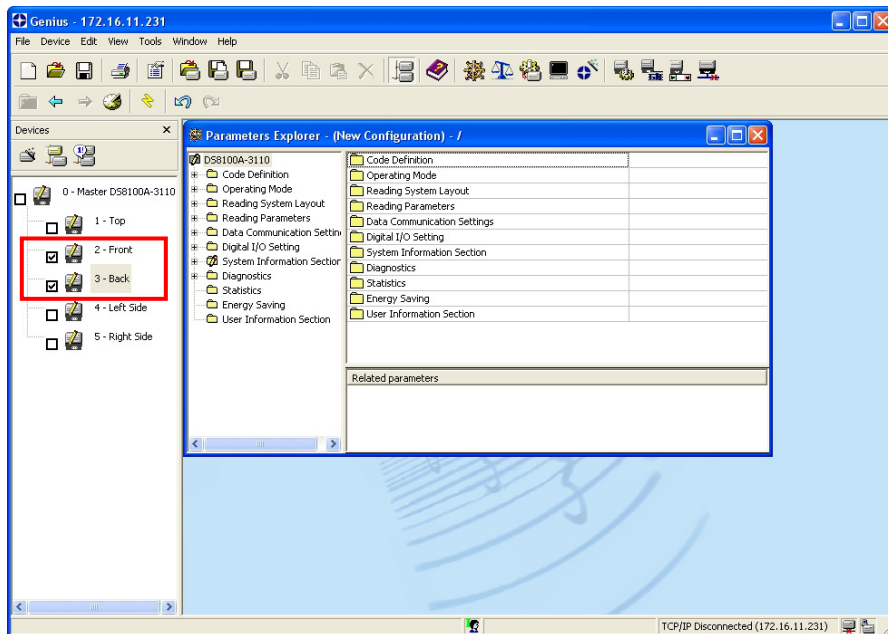 Genius - 172.16.11.231
File Device Edit View Tools Window Help
Devices
0 - Master DS8100A-3110
1 - Top
2 - Front
3 - Back
4 - Left Side
5 - Right Side
Parameters Explorer - (New Configuration) - /
DS8100A-3110
Code Definition
Operating Mode
Reading System Layout
Reading Parameters
Data Communication Settin
Digital I/O Setting
System Information Section
Diagnostics
Statistics
Energy Saving
User Information Section
Code Definition
Operating Mode
Reading System Layout
Reading Parameters
Data Communication Settings
Digital I/O Setting
System Information Section
Diagnostics
Statistics
Energy Saving
User Information Section
Related parameters
TCP/IP Disconnected (172.16.11.231)